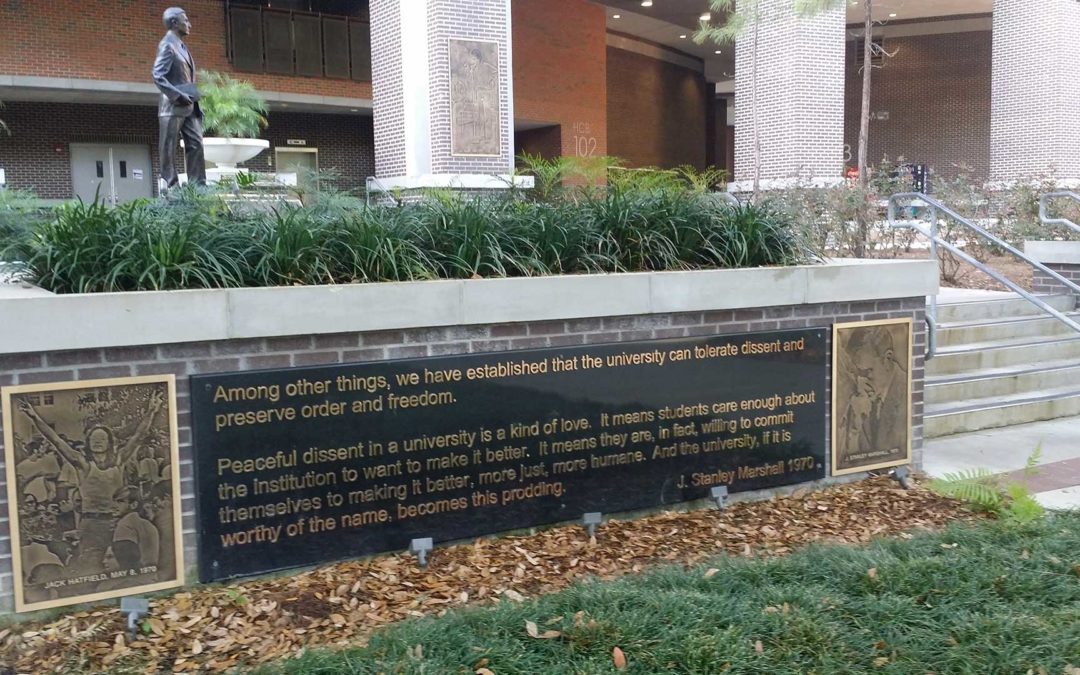 HCB
102
Among other things, we have established that the university can tolerate dissent and
preserve order and freedom.
Peaceful dissent in a university is a kind of love. It means students care enough about
the institution to want to make it better. It means they are, in fact, willing to commit
themselves to making it better, more just, more humane. And the university, if it is
worthy of the name, becomes this prodding.
J. Stanley Marshall 1970
JACK HATFIELD, MAY 8, 1970
J. STANLEY MARSHALL, 1970